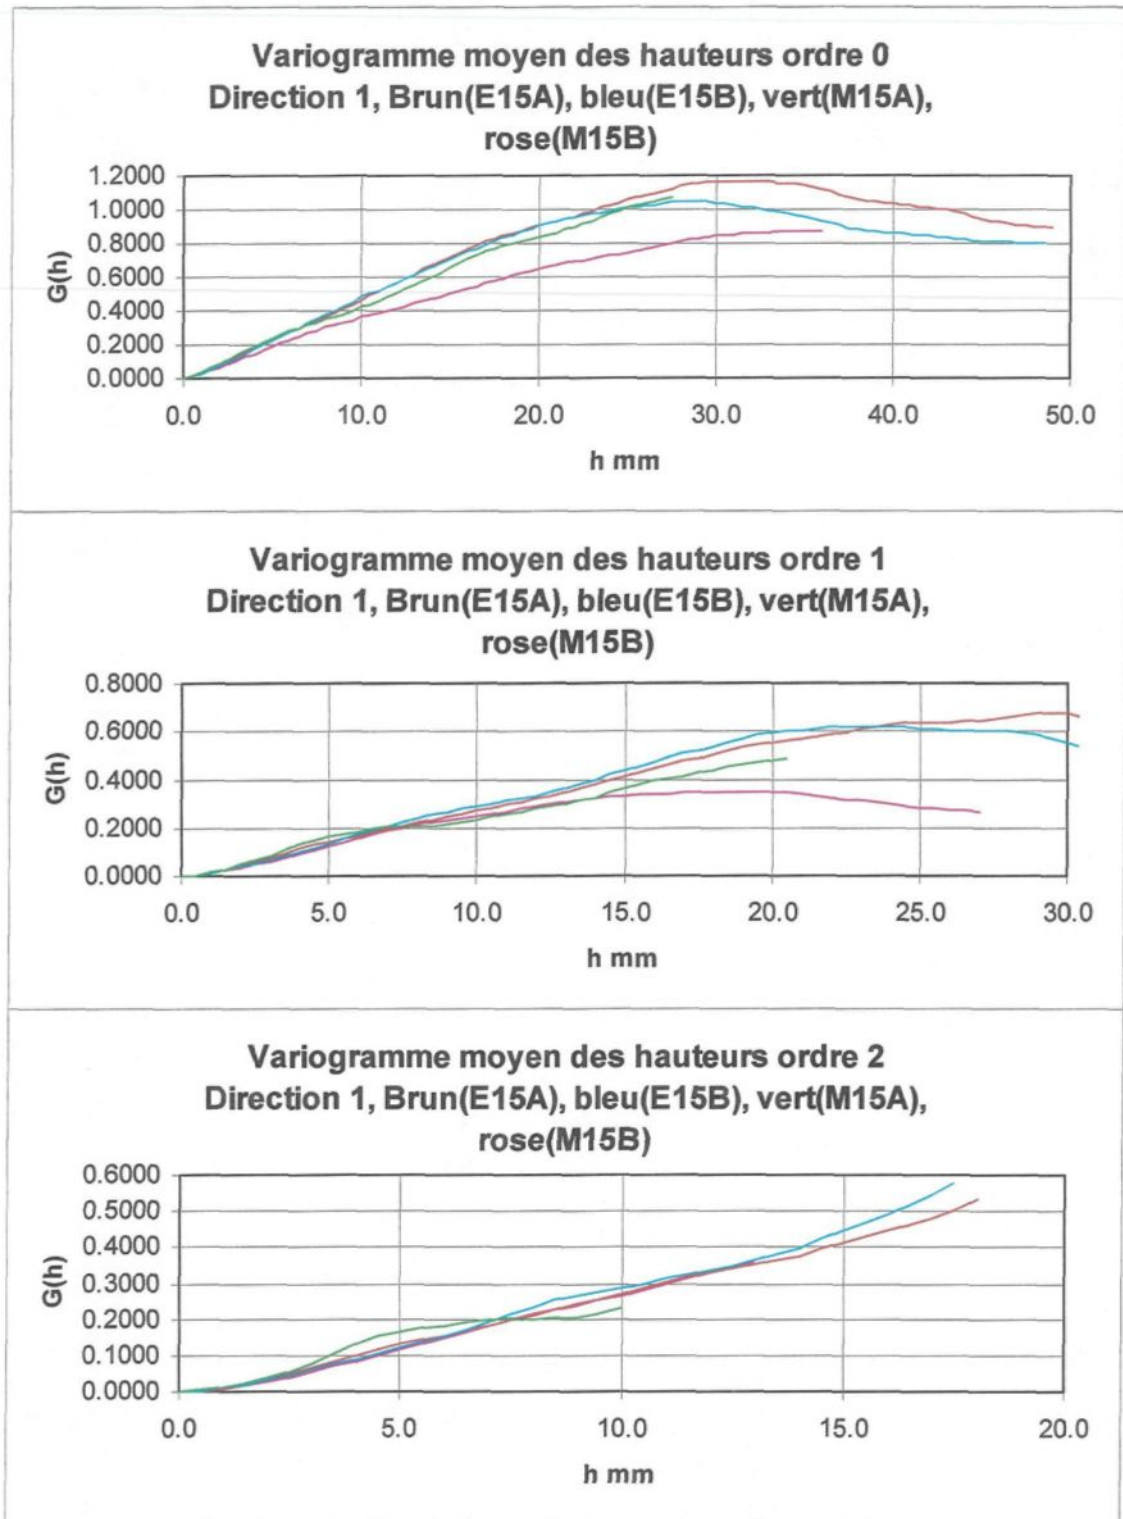 Variogramme moyen des hauteurs ordre 0
Direction 1, Brun(E15A), bleu(E15B), vert(M15A),
rose(M15B)
1.2000
1.0000
0.8000
0.6000
0.4000
0.2000
0.0000
G(h)
0.0 10.0 20.0 30.0 40.0 50.0
h mm
Variogramme moyen des hauteurs ordre 1
Direction 1, Brun(E15A), bleu(E15B), vert(M15A),
rose(M15B)
0.8000
0.6000
0.4000
0.2000
0.0000
G(h)
0.0 5.0 10.0 15.0 20.0 25.0 30.0
h mm
Variogramme moyen des hauteurs ordre 2
Direction 1, Brun(E15A), bleu(E15B), vert(M15A),
rose(M15B)
0.6000
0.5000
0.4000
0.3000
0.2000
0.1000
0.0000
G(h)
0.0 5.0 10.0 15.0 20.0
h mm